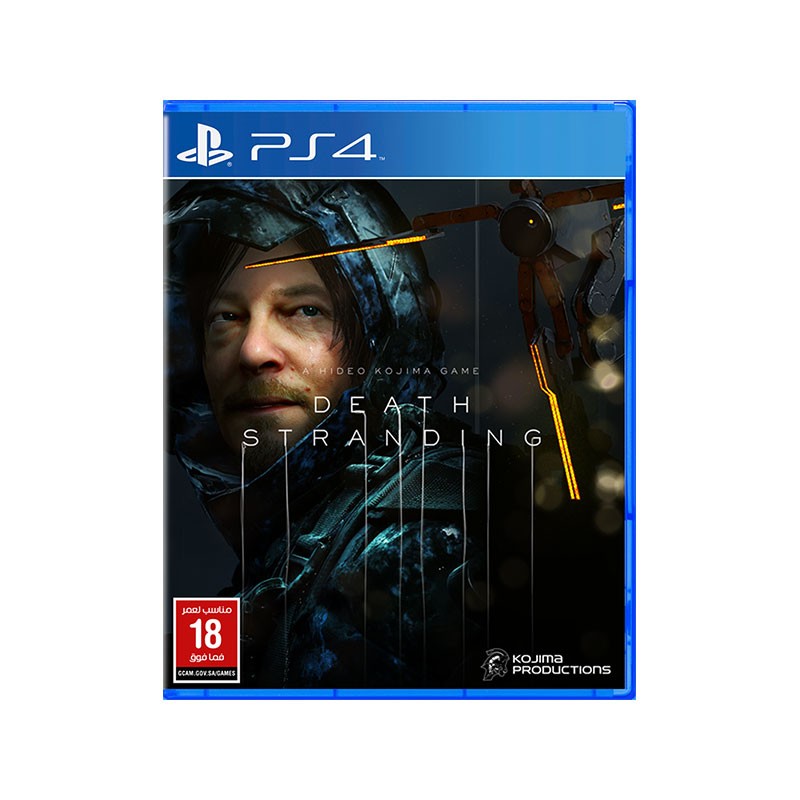 PS4
A HIDEO KOJIMA GAME
DEATH
STRANDING
مناسب لعمر
18
فما فوق
GCAM.GOV.SA/GAMES
KOJIMA
PRODUCTIONS